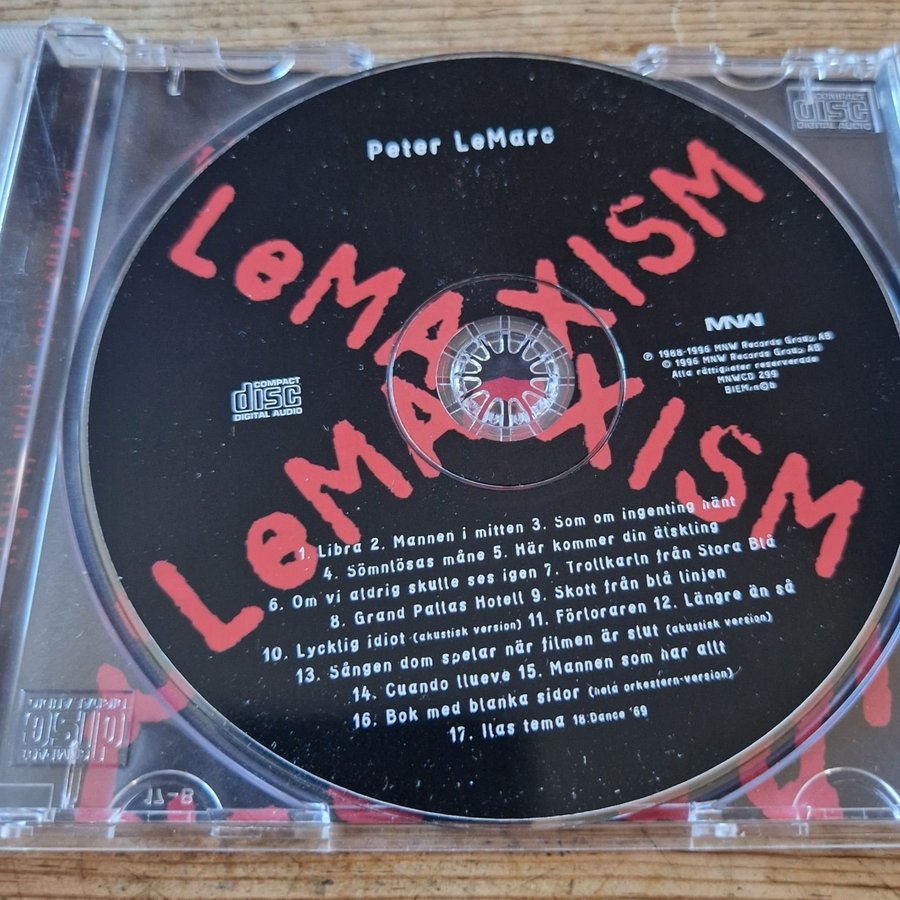 COMPACT
disc
DIGITAL AUDIO
Peter LeMarc
LeMAXISM
MNW
℗ 1988-1996 MNW Records Group AB
© 1996 MNW Records Group AB
Alla rättigheter reserverade
MNWCD 299
BIEM.n©b
COMPACT
disc
DIGITAL AUDIO
LeMAXISM
1. Libra 2. Mannen i mitten 3. Som om ingenting hänt
4. Sömnlösas måne 5. Här kommer din älskling
6. Om vi aldrig skulle ses igen 7. Trollkarln från Stora Blå
8. Grand Pallas Hotell 9. Skott från blå linjen
10. Lycklig idiot (akustisk version) 11. Förloraren 12. Längre än så
13. Sången dom spelar när filmen är slut (akustisk version)
14. Cuando llueve 15. Mannen som har allt
16. Bok med blanka sidor (hela orkestern-version)
17. Ilas tema 18. Dance '69
17-8